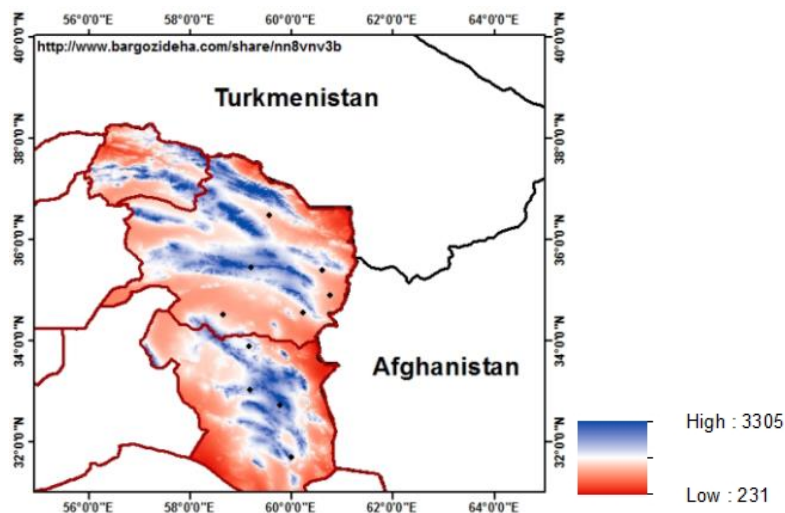 56°0'0"E 58°0'0"E 60°0'0"E 62°0'0"E 64°0'0"E
http://www.bargozideha.com/share/nn8vnv3b
40°0'0"N
40°0'0"N
Turkmenistan
38°0'0"N
38°0'0"N
36°0'0"N
36°0'0"N
34°0'0"N
34°0'0"N
Afghanistan
32°0'0"N
32°0'0"N
High : 3305
Low : 231
56°0'0"E 58°0'0"E 60°0'0"E 62°0'0"E 64°0'0"E